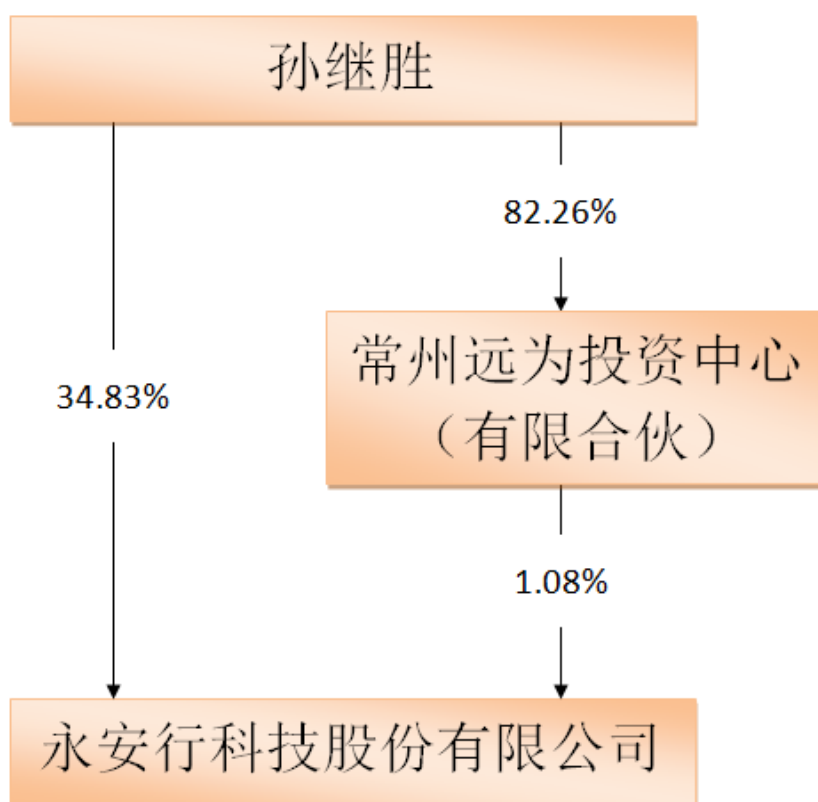 孙继胜
82.26%
常州远为投资中心
（有限合伙）
34.83%
1.08%
永安行科技股份有限公司